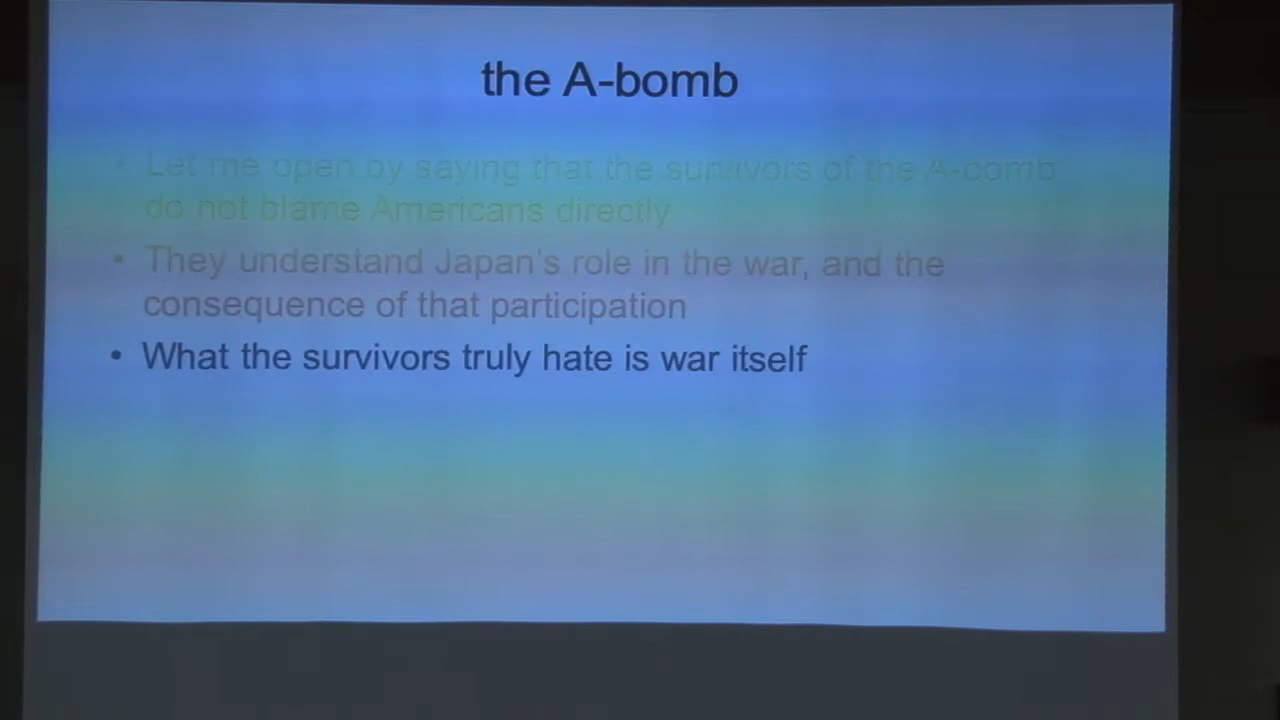 the A-bomb
• Let me open by saying that the survivors of the A-bomb
do not blame Americans directly
• They understand Japan's role in the war, and the
consequence of that participation
• What the survivors truly hate is war itself